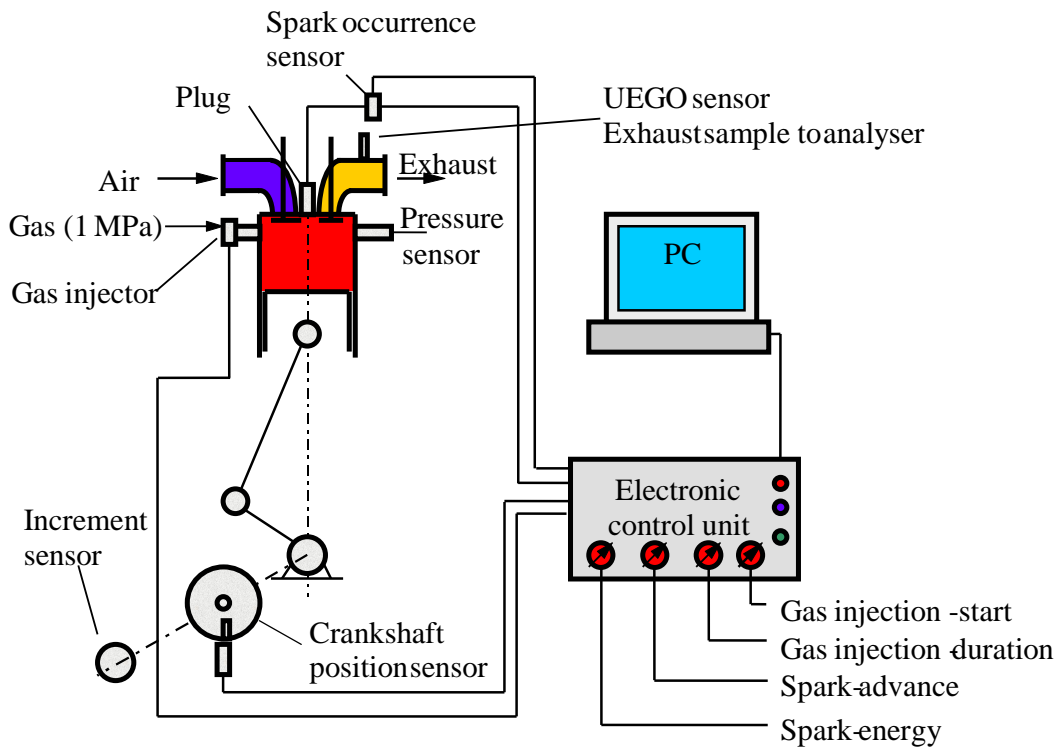 Spark occurrence
sensor
Plug
UEGO sensor
Exhaust sample to analyser
Air
Exhaust
Gas (1 MPa)
Pressure
sensor
Gas injector
PC
Electronic
control unit
Increment
sensor
Crankshaft
position sensor
Gas injection -start
Gas injection -duration
Spark-advance
Spark-energy